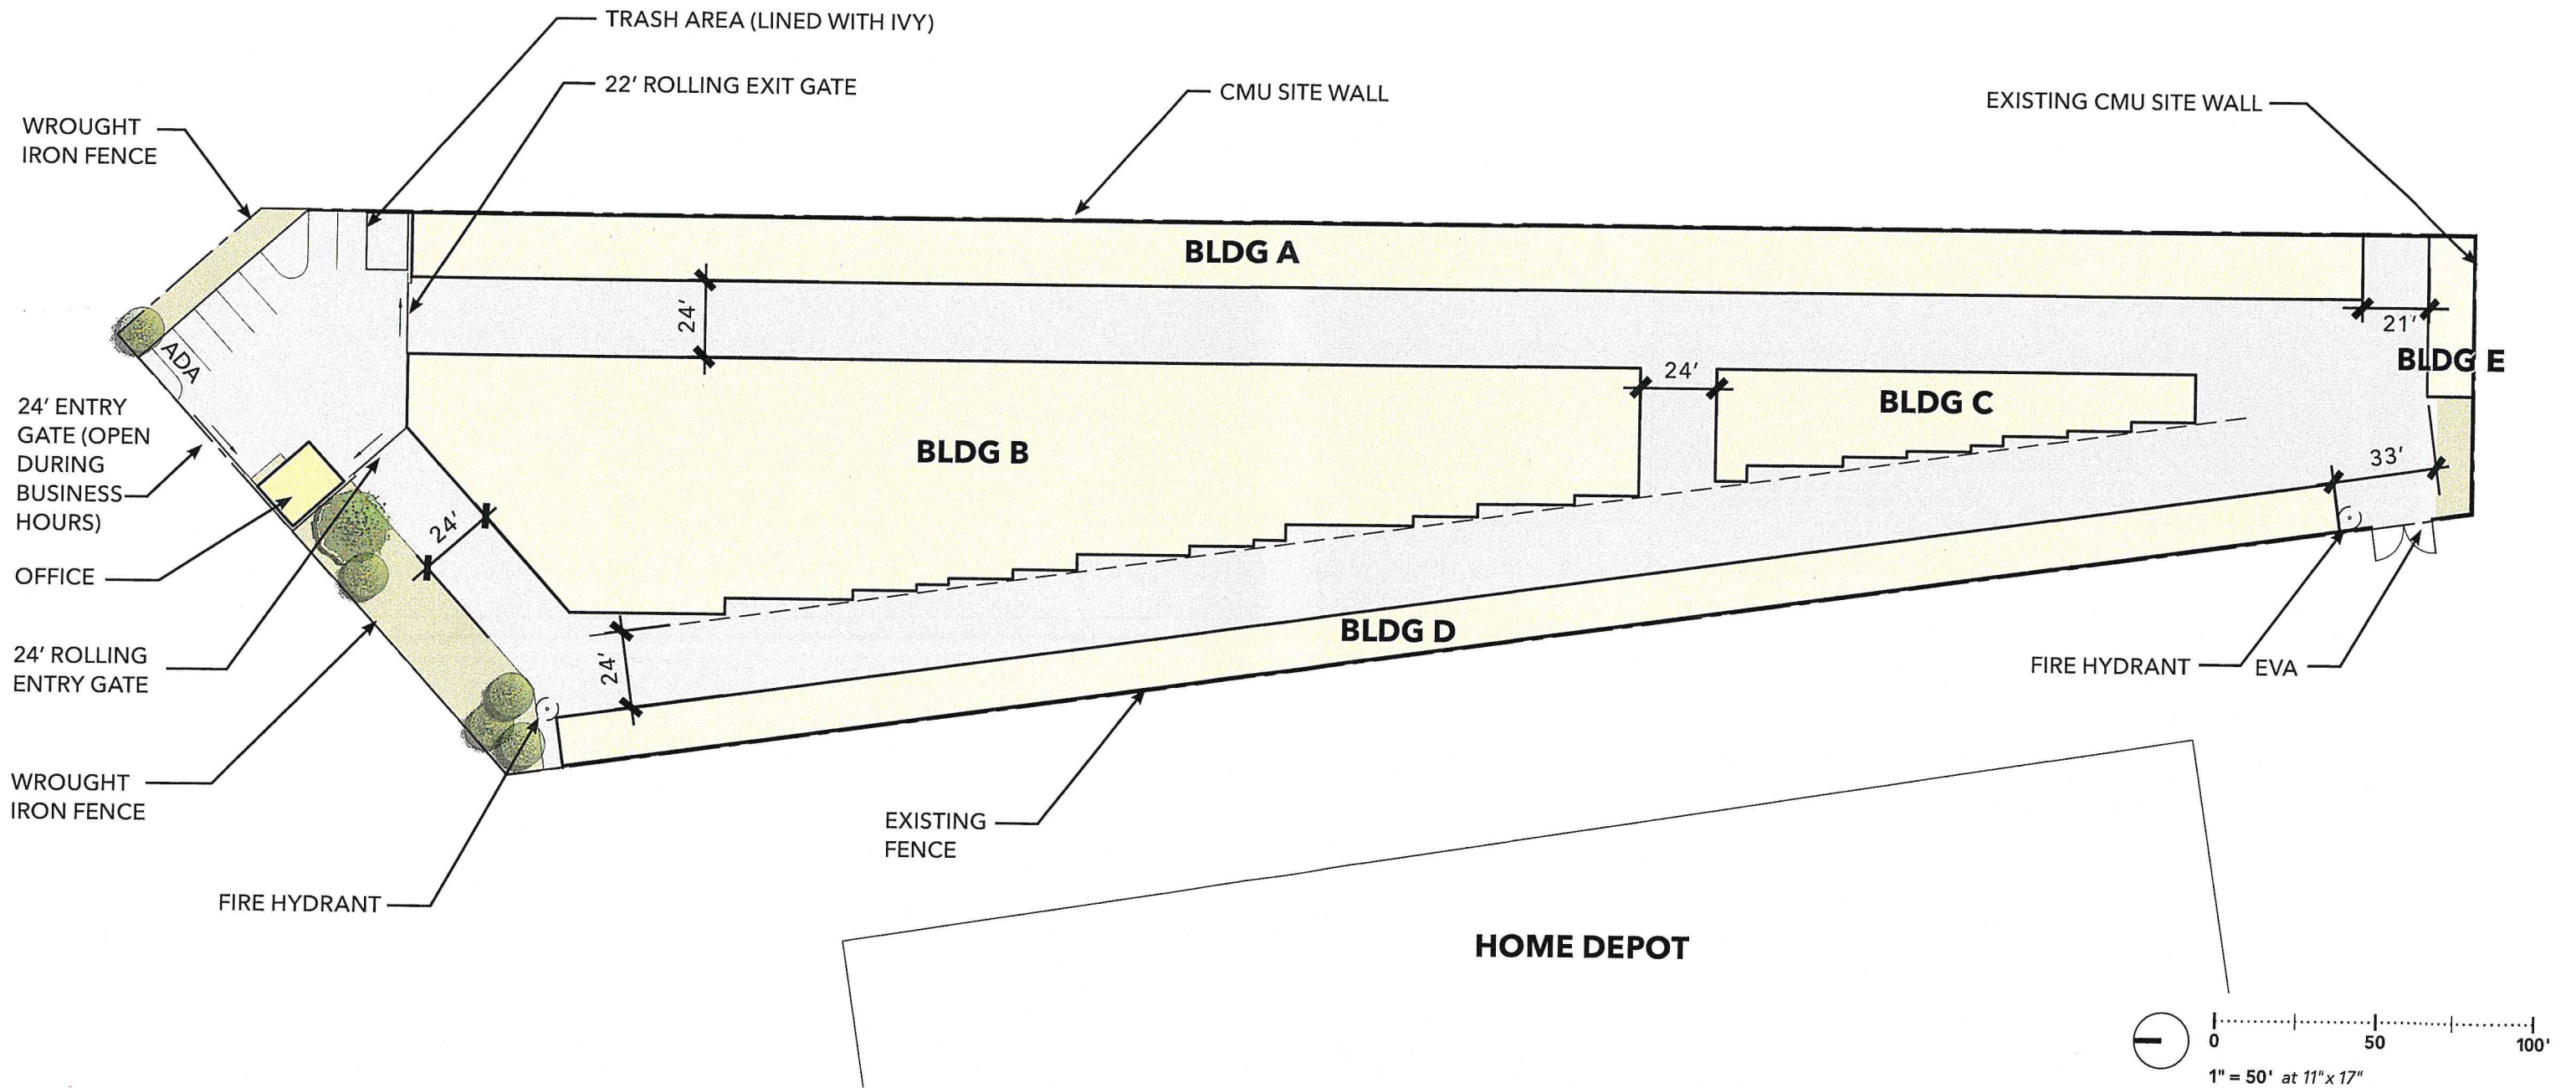 TRASH AREA (LINED WITH IVY)
22' ROLLING EXIT GATE
CMU SITE WALL
EXISTING CMU SITE WALL
WROUGHT
IRON FENCE
BLDG A
24'
21'
ADA
BLDG E
24'
BLDG C
24' ENTRY
GATE (OPEN
DURING
BUSINESS
HOURS)
BLDG B
33'
24'
OFFICE
BLDG D
24'
24' ROLLING
ENTRY GATE
FIRE HYDRANT
EVA
WROUGHT
IRON FENCE
EXISTING
FENCE
FIRE HYDRANT
HOME DEPOT
0
50
100'
1" = 50' at 11"x 17"